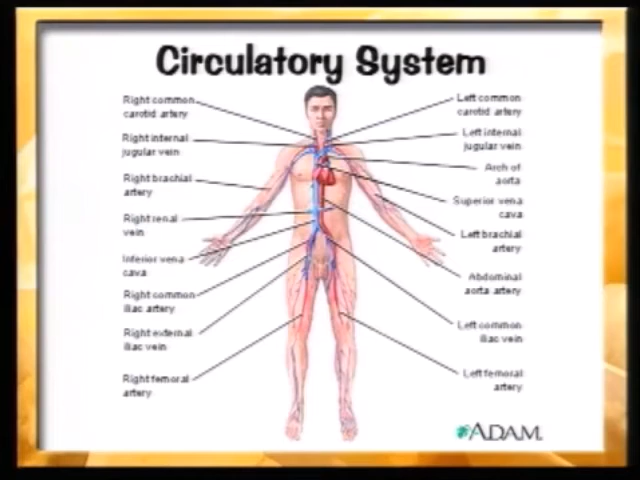 Circulatory System
Right common
carotid artery
Right internal
jugular vein
Right brachial
artery
Right renal
vein
Inferior vena
cava
Right common
iliac artery
Right external
iliac vein
Right femoral
artery
Left common
carotid artery
Left internal
jugular vein
Arch of
aorta
Superior vena
cava
Left brachial
artery
Abdominal
aorta artery
Left common
iliac vein
Left femoral
artery
ADAM.